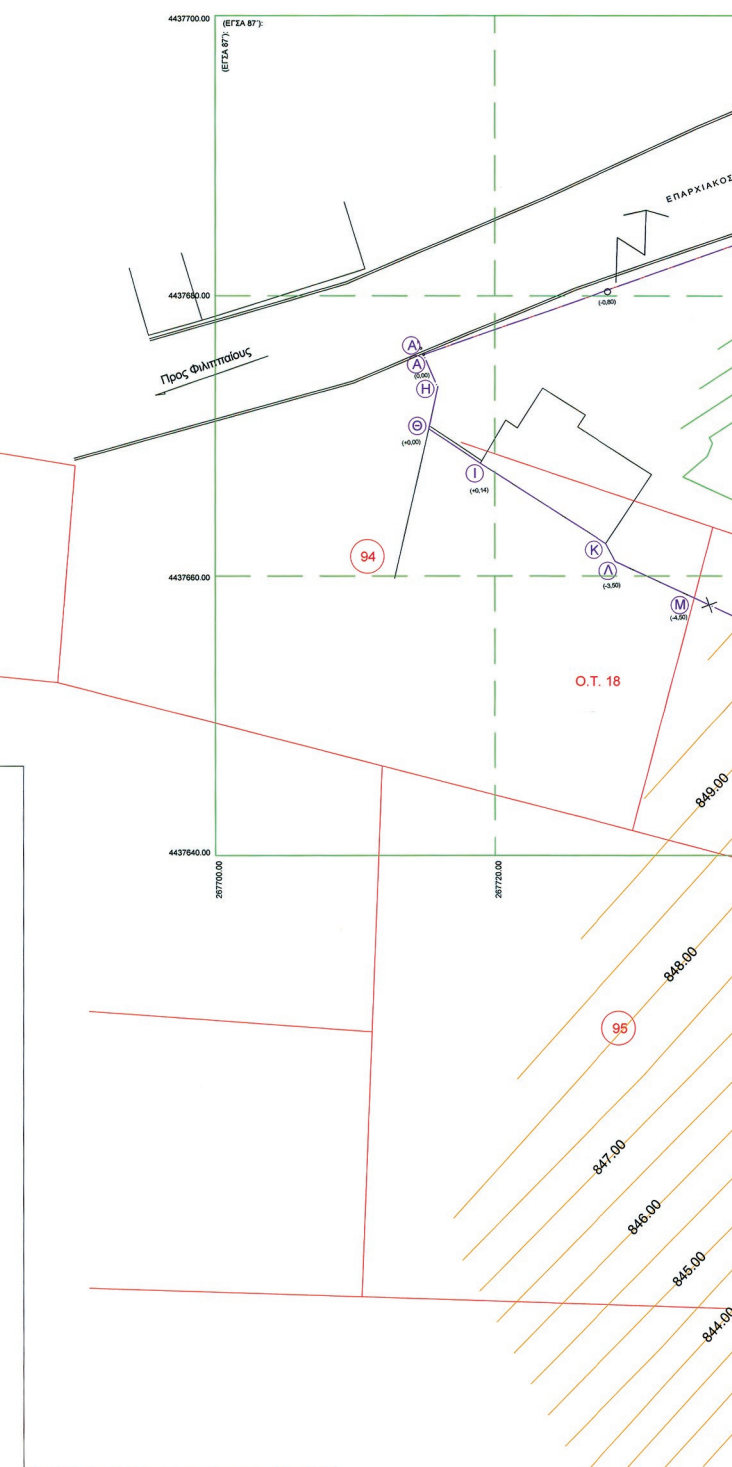 4437700.00
(ΕΓΣΑ 87'):
(ΕΓΣΑ 87'):
ΕΠΑΡΧΙΑΚΟΣ
4437680.00
(-0,80)
Α'
Α
(0,00)
Προς Φιλιππαίους
Η
Θ
(+0,00)
Ι
(+0,14)
Κ
94
Λ
4437660.00
(-3,50)
Μ
(-4,50)
Ο.Τ. 18
849.00
4437640.00
267700.00
267720.00
848.00
95
847.00
846.00
845.00
844.00